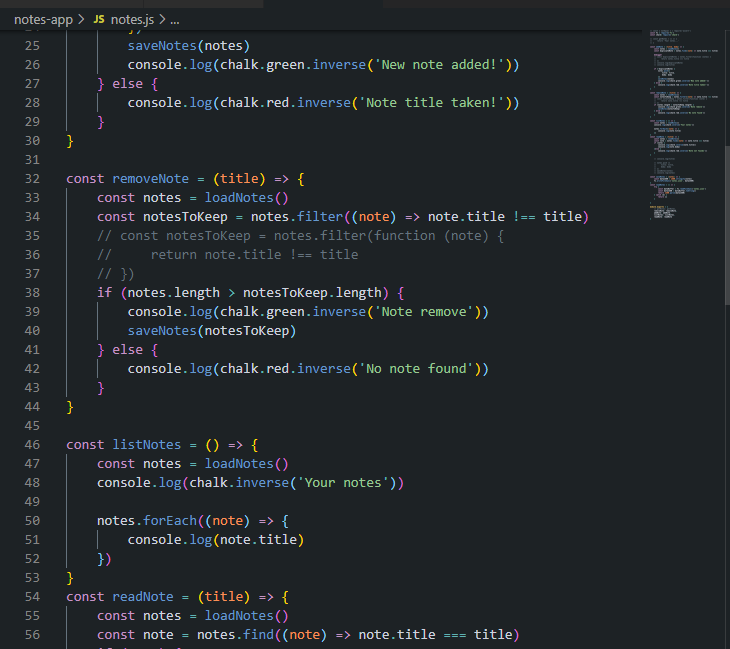 notes-app > JS notes.js > ...
25 saveNotes(notes)
26 console.log(chalk.green.inverse('New note added!'))
27 } else {
28 console.log(chalk.red.inverse('Note title taken!'))
29 }
30 }
31
32 const removeNote = (title) => {
33 const notes = loadNotes()
34 const notesToKeep = notes.filter((note) => note.title !== title)
35 // const notesToKeep = notes.filter(function (note) {
36 //     return note.title !== title
37 // })
38 if (notes.length > notesToKeep.length) {
39 console.log(chalk.green.inverse('Note remove'))
40 saveNotes(notesToKeep)
41 } else {
42 console.log(chalk.red.inverse('No note found'))
43 }
44 }
45
46 const listNotes = () => {
47 const notes = loadNotes()
48 console.log(chalk.inverse('Your notes'))
49
50 notes.forEach((note) => {
51 console.log(note.title)
52 })
53 }
54 const readNote = (title) => {
55 const notes = loadNotes()
56 const note = notes.find((note) => note.title === title)